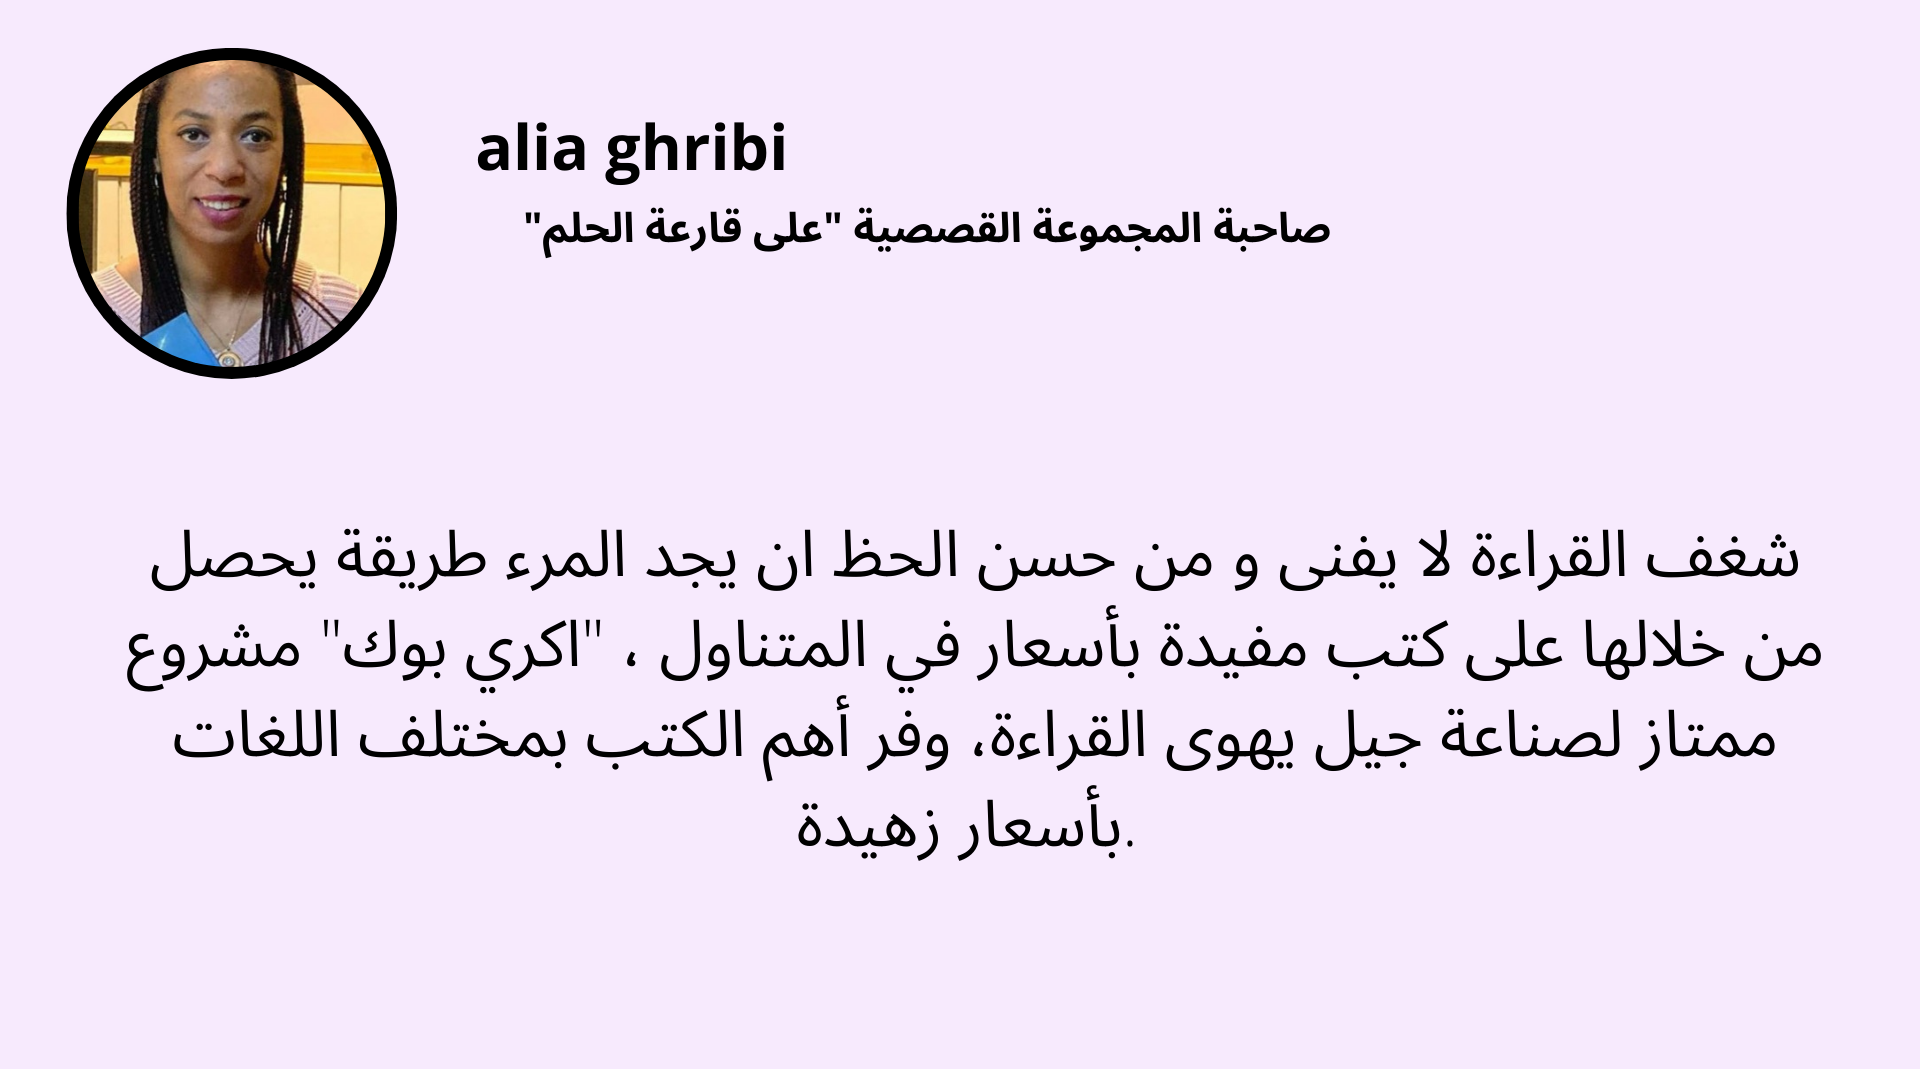 alia ghribi
صاحبة المجموعة القصصية "على قارعة الحلم"
شغف القراءة لا يفنى و من حسن الحظ ان يجد المرء طريقة يحصل
من خلالها على كتب مفيدة بأسعار في المتناول ، "اكري بوك" مشروع
ممتاز لصناعة جيل يهوى القراءة، وفر أهم الكتب بمختلف اللغات
.بأسعار زهيدة